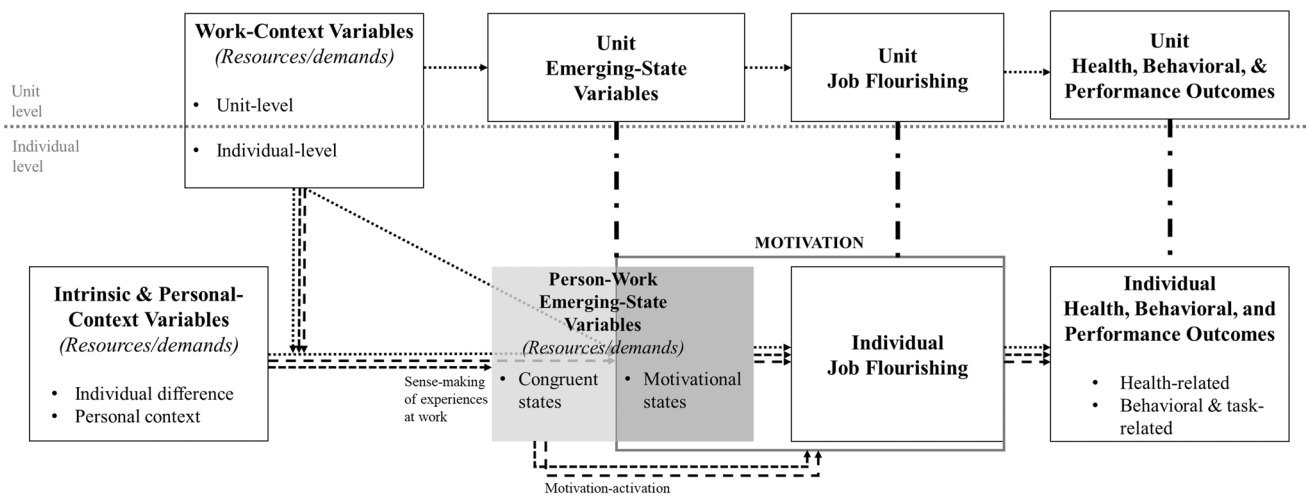 Work-Context Variables
(Resources/demands)
• Unit-level
• Individual-level
Unit
Emerging-State
Variables
Unit
Job Flourishing
Unit
Health, Behavioral, &
Performance Outcomes
Unit
level
Individual
level
MOTIVATION
Intrinsic & Personal-
Context Variables
(Resources/demands)
• Individual difference
• Personal context
Sense-making
of experiences
at work
Person-Work
Emerging-State
Variables
(Resources/demands)
• Congruent
states
• Motivational
states
Individual
Job Flourishing
Individual
Health, Behavioral, and
Performance Outcomes
• Health-related
• Behavioral & task-
related
Motivation-activation